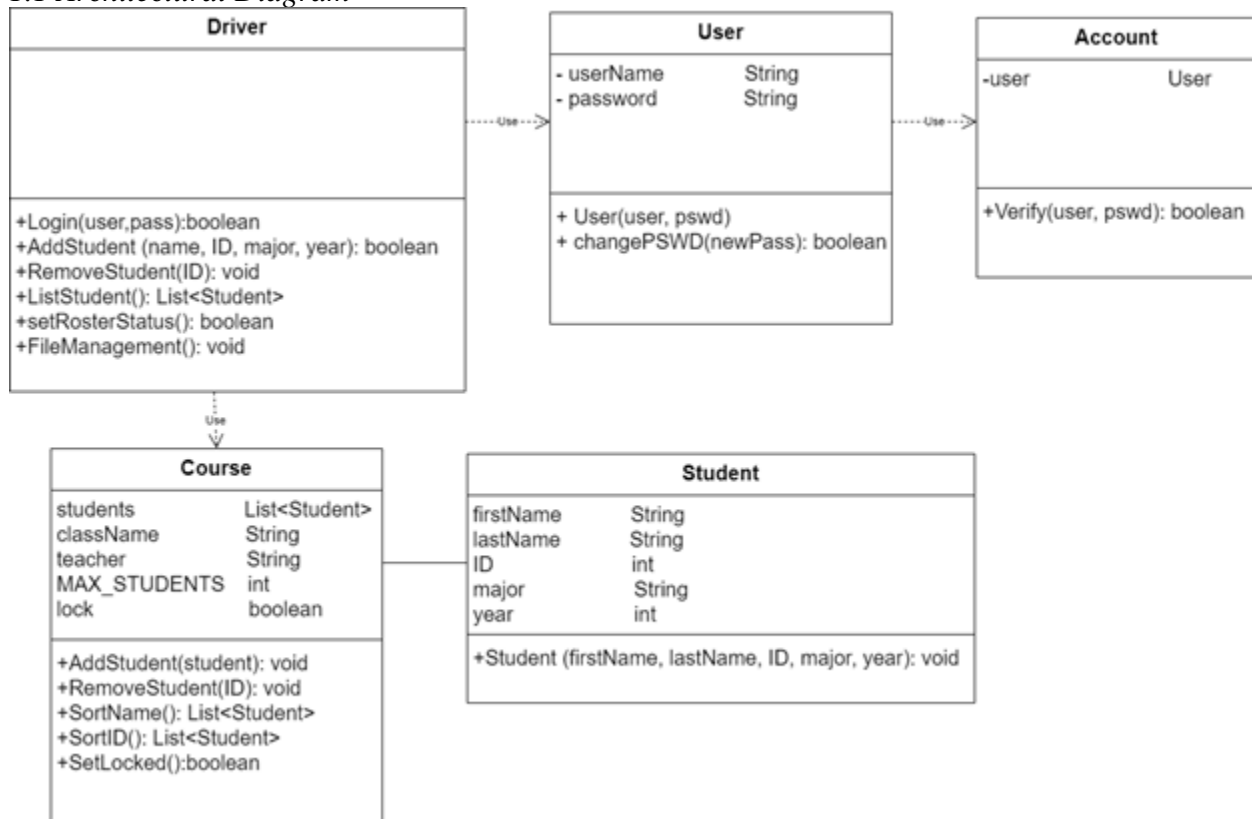 Architectural Diagram
Driver
+Login(user,pass):boolean
+AddStudent (name, ID, major, year): boolean
+RemoveStudent(ID): void
+ListStudent(): List<Student>
+setRosterStatus(): boolean
+FileManagement(): void
Use
User
- userName String
- password String
+ User(user, pswd)
+ changePSWD(newPass): boolean
Use
Account
-user User
+Verify(user, pswd): boolean
Use
Course
students List<Student>
className String
teacher String
MAX_STUDENTS int
lock boolean
+AddStudent(student): void
+RemoveStudent(ID): void
+SortName(): List<Student>
+SortID(): List<Student>
+SetLocked():boolean
Student
firstName String
lastName String
ID int
major String
year int
+Student (firstName, lastName, ID, major, year): void